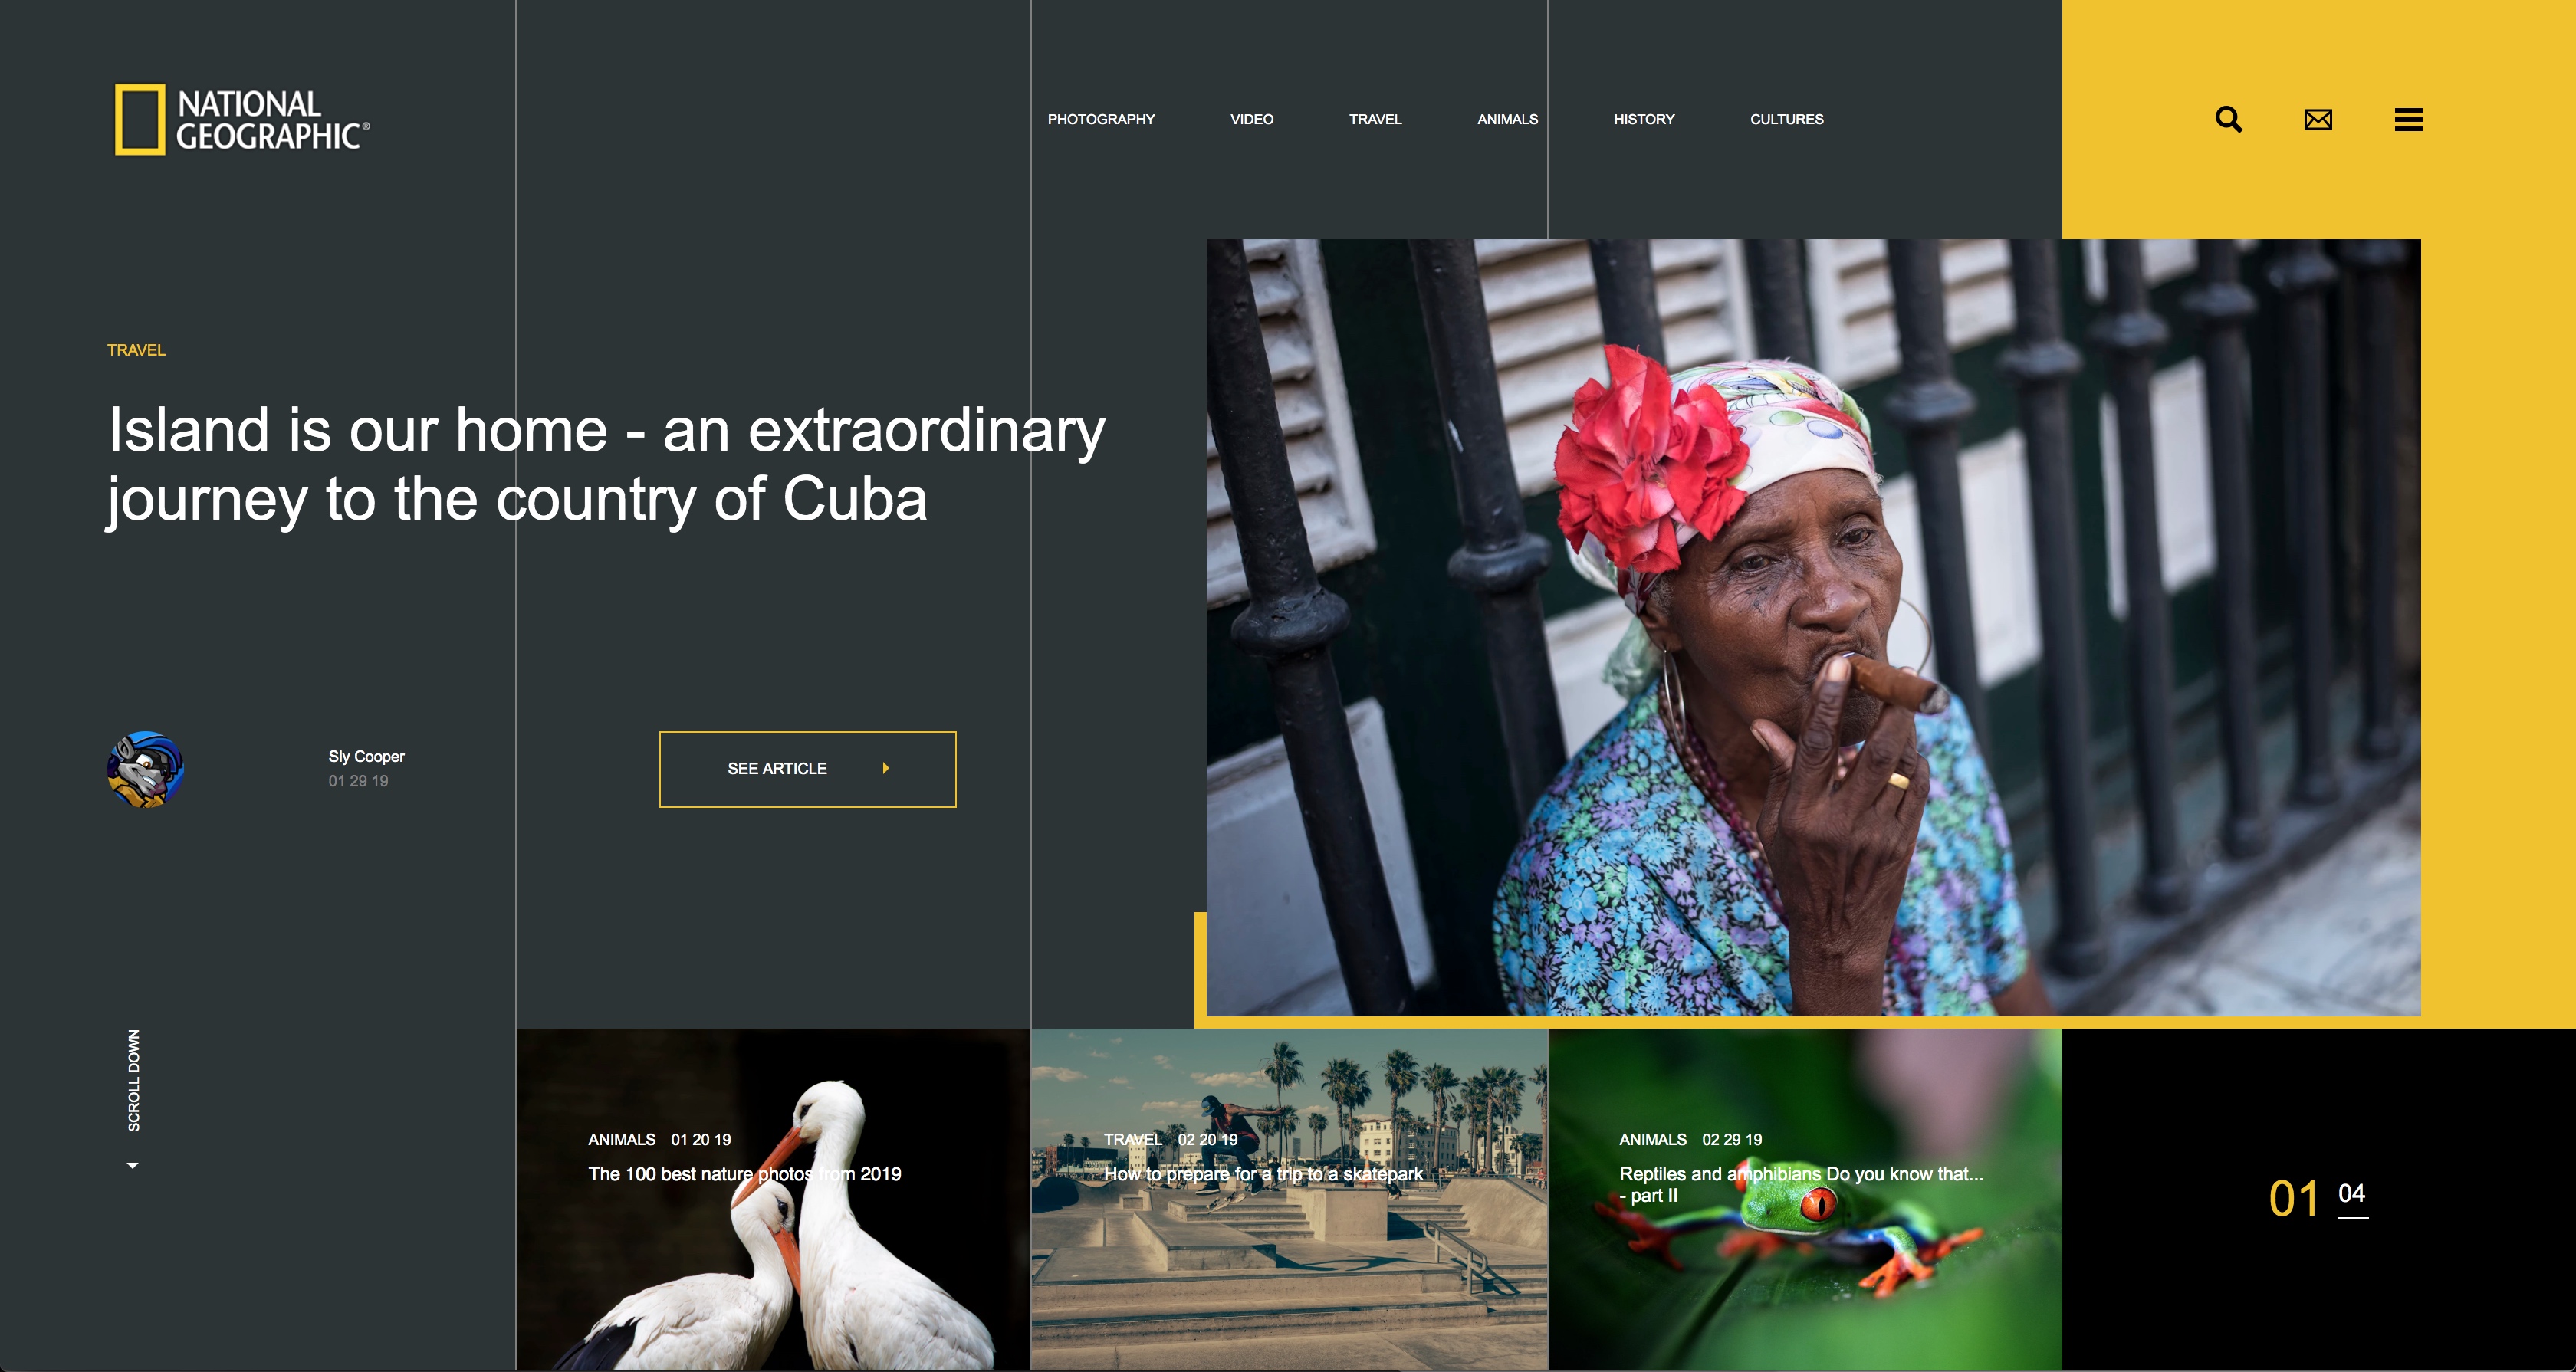 NATIONAL
GEOGRAPHIC®
PHOTOGRAPHY VIDEO TRAVEL ANIMALS HISTORY CULTURES
TRAVEL
Island is our home - an extraordinary
journey to the country of Cuba
Sly Cooper
01 29 19
SEE ARTICLE
SCROLL DOWN
ANIMALS 01 20 19
The 100 best nature photos from 2019
TRAVEL 02 20 19
How to prepare for a trip to a skatepark
ANIMALS 02 29 19
Reptiles and amphibians Do you know that...
- part II
01 04